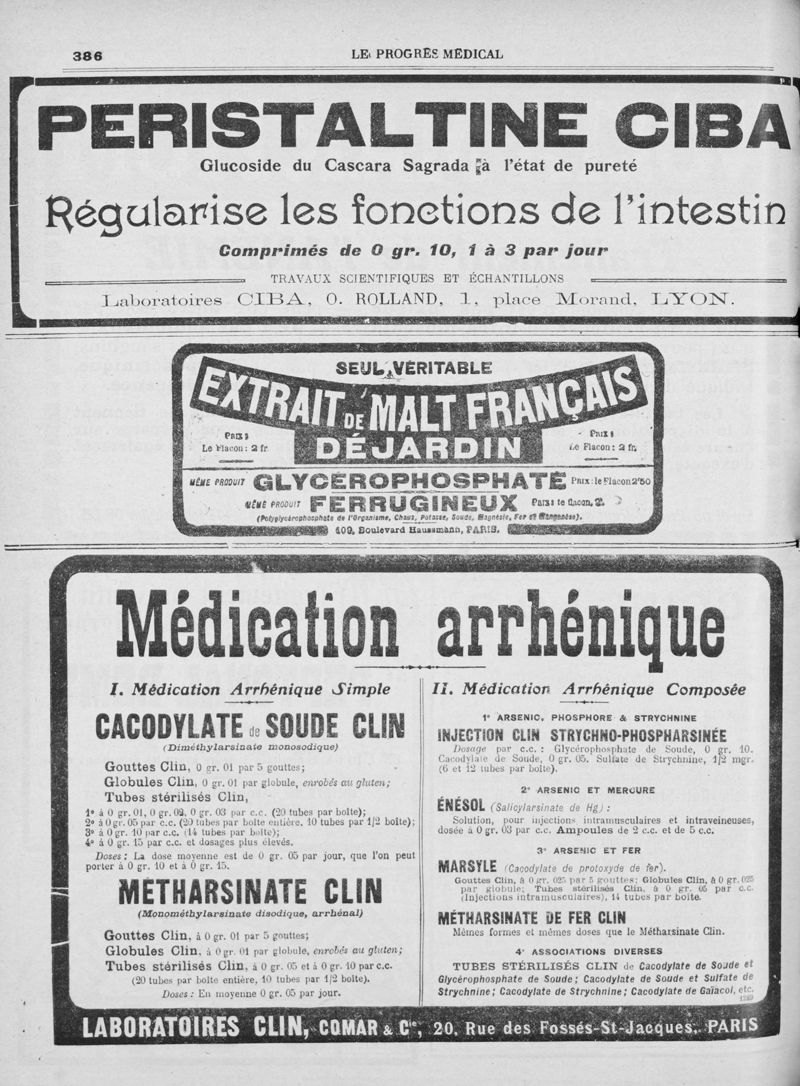 386
LE PROGRÈS MÉDICAL
PERISTALTINE CIBA
Glucoside du Cascara Sagrada à l'état de pureté
Régularise les fonctions de l'intestin
Comprimés de 0 gr. 10, 1 à 3 par jour
TRAVAUX SCIENTIFIQUES ET ÉCHANTILLONS
Laboratoires CIBA, O. ROLLAND, 1, place Morand, LYON.
SEUL VÉRITABLE
EXTRAIT DE MALT FRANÇAIS
DÉJARDIN
Prix :
Le Flacon : 2 fr.
Prix :
Le Flacon : 2 fr.
MÊME PRODUIT GLYCÉROPHOSPHATÉ Prix : le Flacon 2'50
MÊME PRODUIT FERRUGINEUX Prix : le flacon, 2'
(Polyglycérophosphate de l'Organisme, Chaux, Potasse, Soude, Magnésie, Fer et Manganèse).
109, Boulevard Haussmann, PARIS.
Médication arrhénique
I. Médication Arrhénique Simple
CACODYLATE de SOUDE CLIN
(Diméthylarsinate monosodique)
Gouttes Clin, 0 gr. 01 par 5 gouttes;
Globules Clin, 0 gr. 01 par globule, enrobés au gluten;
Tubes stérilisés Clin,
1º à 0 gr. 01, 0 gr. 02, 0 gr. 03 par c.c. (20 tubes par boîte);
2º à 0 gr. 05 par c.c. (20 tubes par boîte entière, 10 tubes par 1/2 boîte);
3º à 0 gr. 10 par c.c. (14 tubes par boîte);
4º à 0 gr. 15 par c.c. et dosages plus élevés.
Doses : La dose moyenne est de 0 gr. 05 par jour, que l'on peut
porter à 0 gr. 10 et à 0 gr. 15.
MÉTHARSINATE CLIN
(Monométhylarsinate disodique, arrhénal)
Gouttes Clin, à 0 gr. 01 par 5 gouttes;
Globules Clin, à 0 gr. 01 par globule, enrobés au gluten;
Tubes stérilisés Clin, à 0 gr. 05 et à 0 gr. 10 par c.c.
(20 tubes par boîte entière, 10 tubes par 1/2 boîte).
Doses : En moyenne 0 gr. 05 par jour.
II. Médication Arrhénique Composée
1º ARSENIC, PHOSPHORE & STRYCHNINE
INJECTION CLIN STRYCHNO-PHOSPHARSINÉE
Dosage par c.c. : Glycérophosphate de Soude, 0 gr. 10.
Cacodylate de Soude, 0 gr. 05. Sulfate de Strychnine, 1/2 mgr.
(6 et 12 tubes par boîte).
2º ARSENIC ET MERCURE
ÉNÉSOL (Salicylarsinate de Hg) :
Solution, pour injections intramusculaires et intraveineuses,
dosée à 0 gr. 03 par c.c. Ampoules de 2 c.c. et de 5 c.c.
3º ARSENIC ET FER
MARSYLE (Cacodylate de protoxyde de fer).
Gouttes Clin, à 0 gr. 025 par 5 gouttes; Globules Clin, à 0 gr. 025
par globule; Tubes stérilisés Clin, à 0 gr. 05 par c.c.
(Injections intramusculaires), 14 tubes par boîte.
MÉTHARSINATE DE FER CLIN
Mêmes formes et mêmes doses que le Métharsinate Clin.
4º ASSOCIATIONS DIVERSES
TUBES STÉRILISÉS CLIN de Cacodylate de Soude et
Glycérophosphate de Soude; Cacodylate de Soude et Sulfate de
Strychnine; Cacodylate de Strychnine; Cacodylate de Gaïacol, etc.
LABORATOIRES CLIN, COMAR & Cie, 20, Rue des Fossés-St-Jacques, PARIS